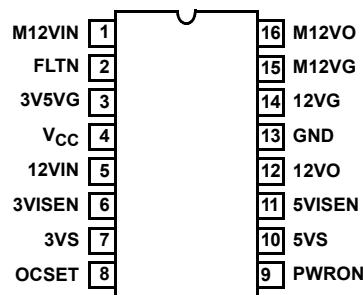 M12VIN 1 16 M12VO
FLTN 2 15 M12VG
3V5VG 3 14 12VG
VCC 4 13 GND
12VIN 5 12 12VO
3VISEN 6 11 5VISEN
3VS 7 10 5VS
OCSET 8 9 PWRON